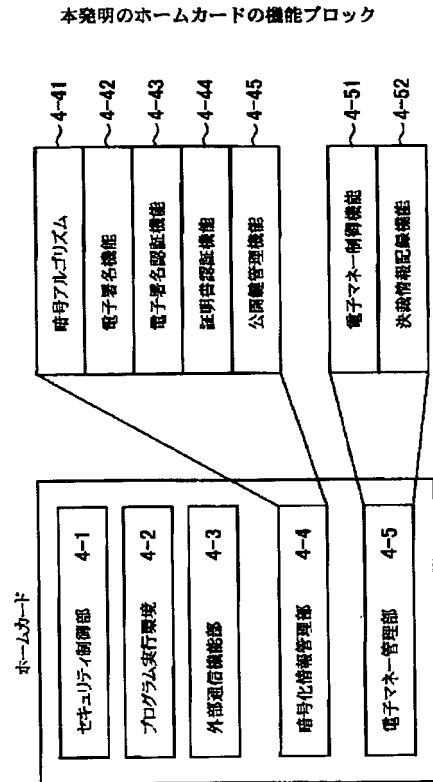 本発明のホームカードの機能ブロック
ホームカード
セキュリティ制御部 4-1
プログラム実行環境 4-2
外部通信機能部 4-3
暗号化情報管理部 4-4
電子マネー管理部 4-5
暗号アルゴリズム 4-41
電子署名機能 4-42
電子署名認証機能 4-43
証明書認証機能 4-44
公開鍵管理機能 4-45
電子マネー制御機能 4-51
決裁情報記録機能 4-52